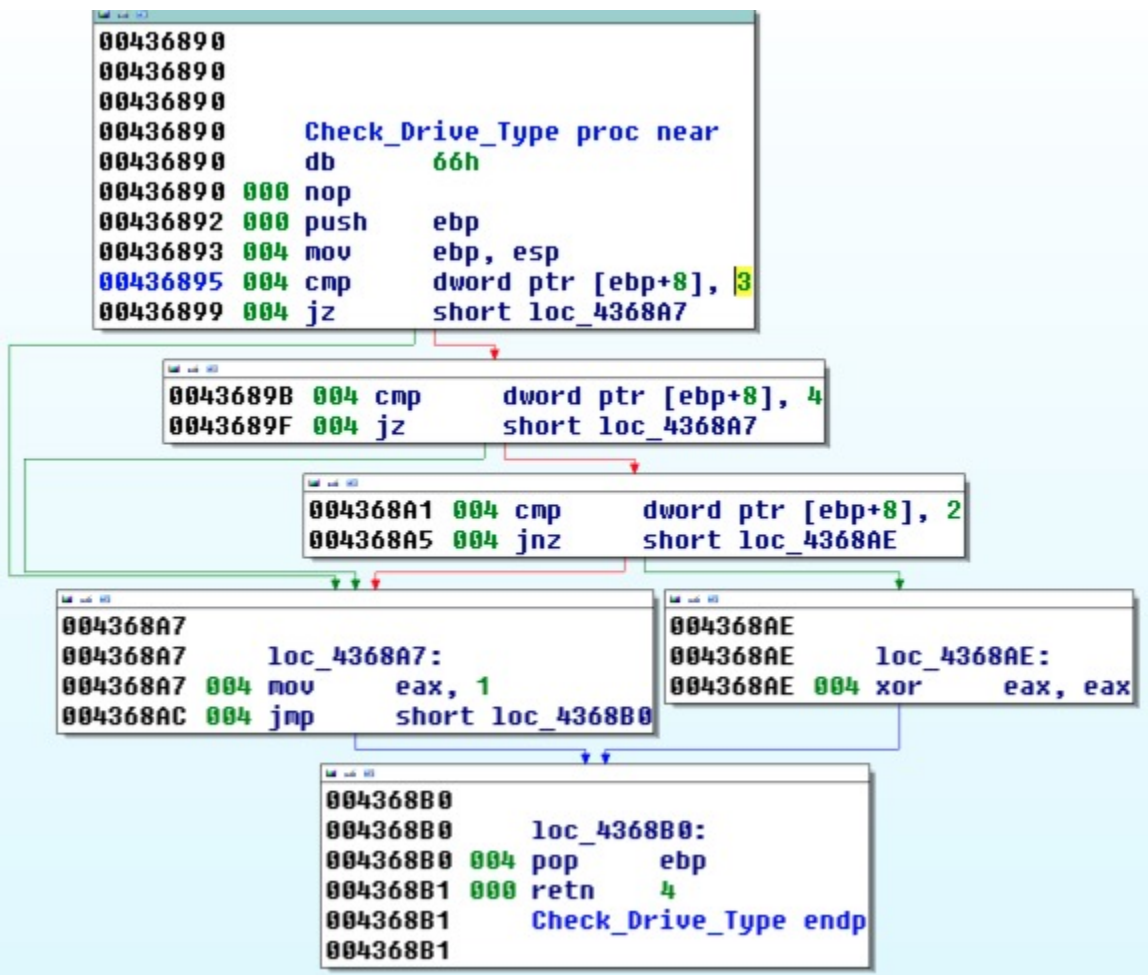 00436890
00436890
00436890
00436890 Check_Drive_Type proc near
00436890 db 66h
00436890 000 nop
00436892 000 push ebp
00436893 004 mov ebp, esp
00436895 004 cmp dword ptr [ebp+8], 3
00436899 004 jz short loc_4368A7
0043689B 004 cmp dword ptr [ebp+8], 4
0043689F 004 jz short loc_4368A7
004368A1 004 cmp dword ptr [ebp+8], 2
004368A5 004 jnz short loc_4368AE
004368A7
004368A7 loc_4368A7:
004368A7 004 mov eax, 1
004368AC 004 jmp short loc_4368B0
004368AE
004368AE loc_4368AE:
004368AE 004 xor eax, eax
004368B0
004368B0 loc_4368B0:
004368B0 004 pop ebp
004368B1 000 retn 4
004368B1 Check_Drive_Type endp
004368B1